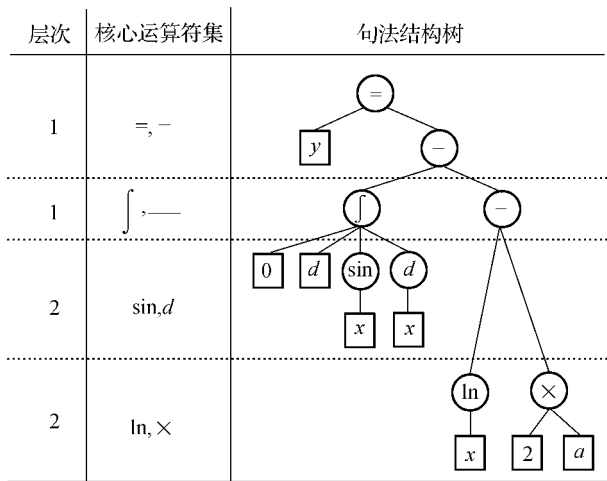 层次 核心运算符集 句法结构树
=
1 =, − y −
1 ∫ ,— ∫ −
0 d sin d
2 sin,d x x
ln ×
2 ln, × x 2 a